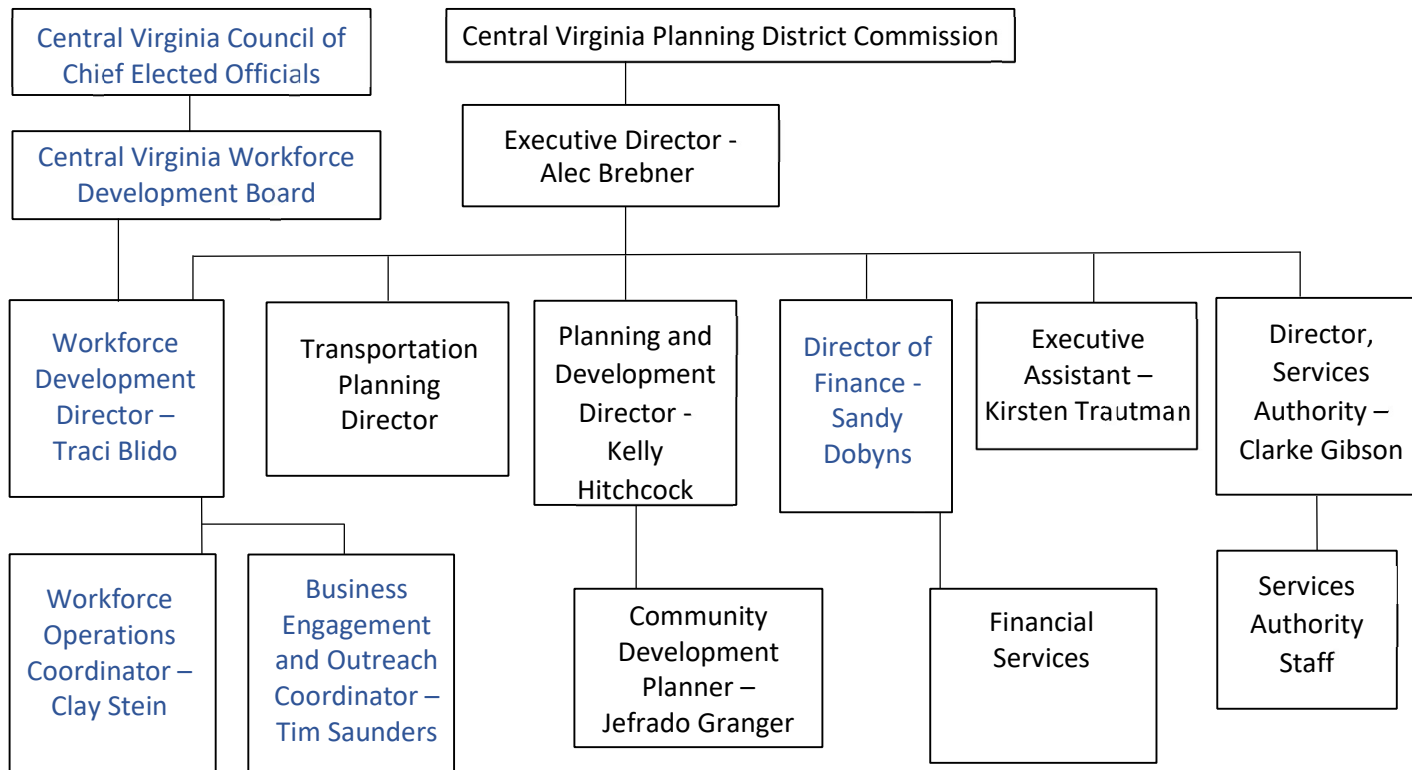 Central Virginia Council of
Chief Elected Officials
Central Virginia Planning District Commission
Central Virginia Workforce
Development Board
Executive Director -
Alec Brebner
Workforce
Development
Director –
Traci Blido
Transportation
Planning
Director
Planning and
Development
Director -
Kelly
Hitchcock
Director of
Finance -
Sandy
Dobyns
Executive
Assistant –
Kirsten Trautman
Director,
Services
Authority –
Clarke Gibson
Workforce
Operations
Coordinator –
Clay Stein
Business
Engagement
and Outreach
Coordinator –
Tim Saunders
Community
Development
Planner –
Jefrado Granger
Financial
Services
Services
Authority
Staff